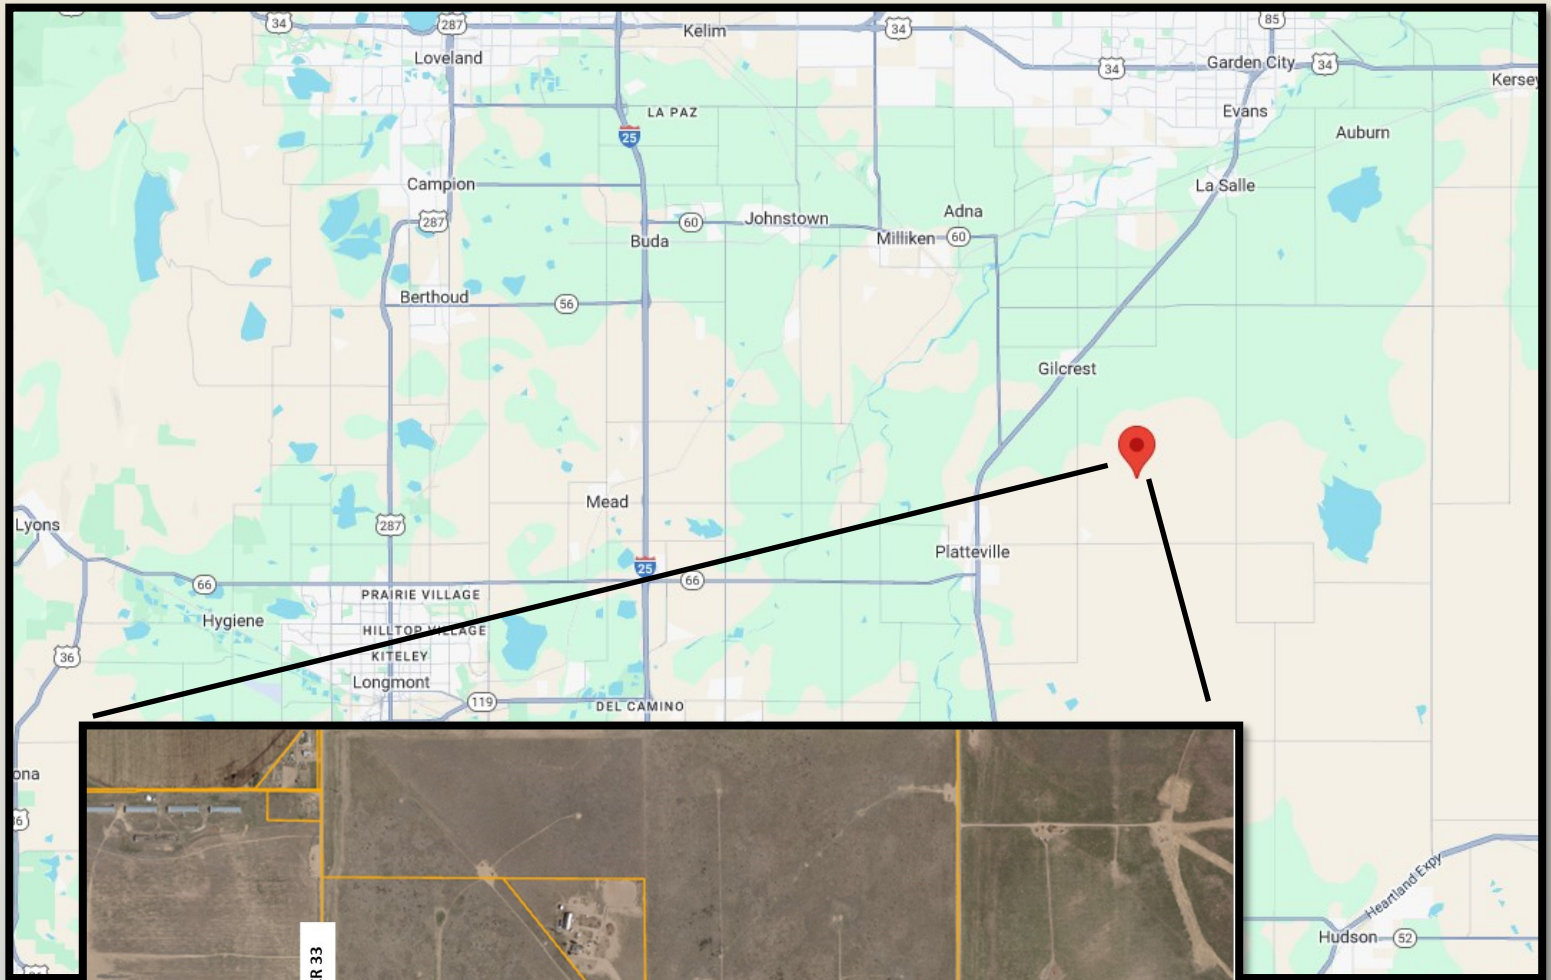 34
287
Kelim
34
85
Loveland
34
Garden City
34
Kersey
LA PAZ
Evans
25
Auburn
Campion
La Salle
287
60
Johnstown
Adna
Buda
Milliken
60
Berthoud
56
Gilcrest
Mead
Lyons
287
Platteville
25
66
66
PRAIRIE VILLAGE
Hygiene
HILLTOP VILLAGE
36
KITELEY
Longmont
119
DEL CAMINO
ona
36
Heartland Expy
Hudson
52
R 33